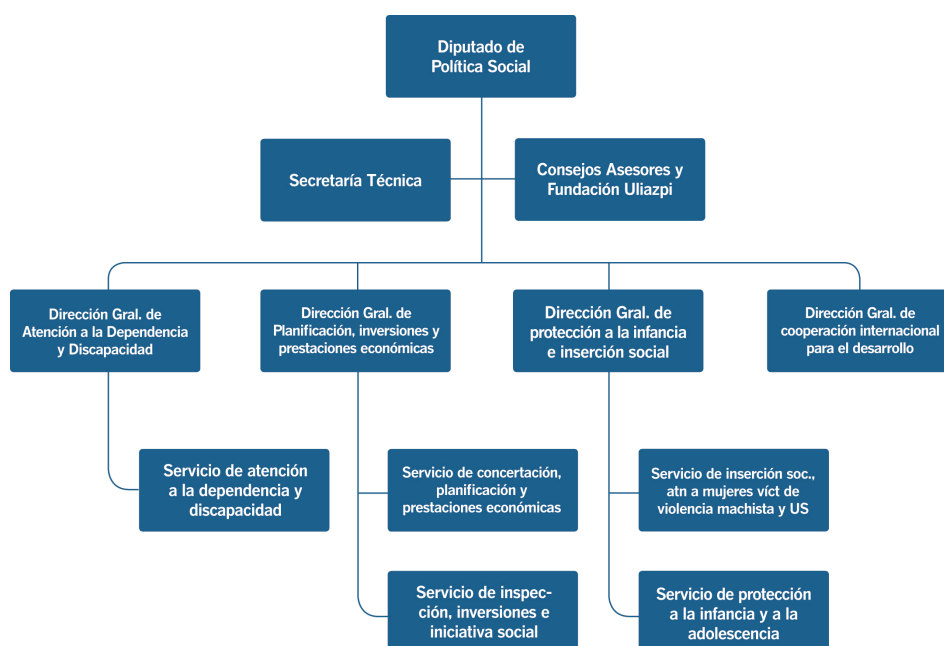 Diputado de
Política Social
Secretaría Técnica
Consejos Asesores y
Fundación Uliazpi
Dirección Gral. de
Atención a la Dependencia
y Discapacidad
Dirección Gral. de
Planificación, inversiones y
prestaciones económicas
Dirección Gral. de
protección a la infancia
e inserción social
Dirección Gral. de
cooperación internacional
para el desarrollo
Servicio de atención
a la dependencia y
discapacidad
Servicio de concertación,
planificación y
prestaciones económicas
Servicio de inserción soc.,
atn a mujeres víct de
violencia machista y US
Servicio de inspec-
ción, inversiones e
iniciativa social
Servicio de protección
a la infancia y a la
adolescencia